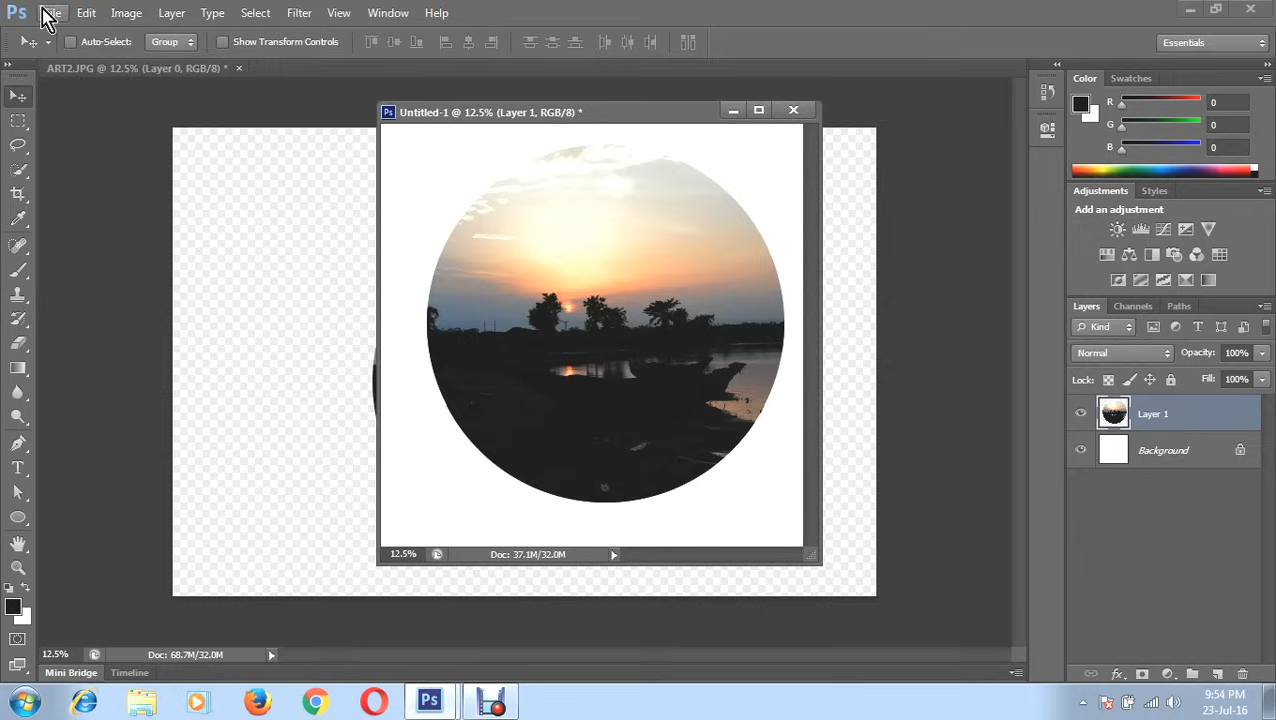 Ps File Edit Image Layer Type Select Filter View Window Help
Auto-Select: Group Show Transform Controls Essentials
ART2.JPG @ 12.5% (Layer 0, RGB/8) * ×
Color Swatches
R 0
G 0
B 0
Ps Untitled-1 @ 12.5% (Layer 1, RGB/8) *
Adjustments Styles
Add an adjustment
Layers Channels Paths
Kind
Normal Opacity: 100%
Lock: Fill: 100%
Layer 1
Background
12.5% Doc: 37.1M/32.0M
12.5% Doc: 68.7M/32.0M
Mini Bridge Timeline
Ps
9:54 PM
23-Jul-16